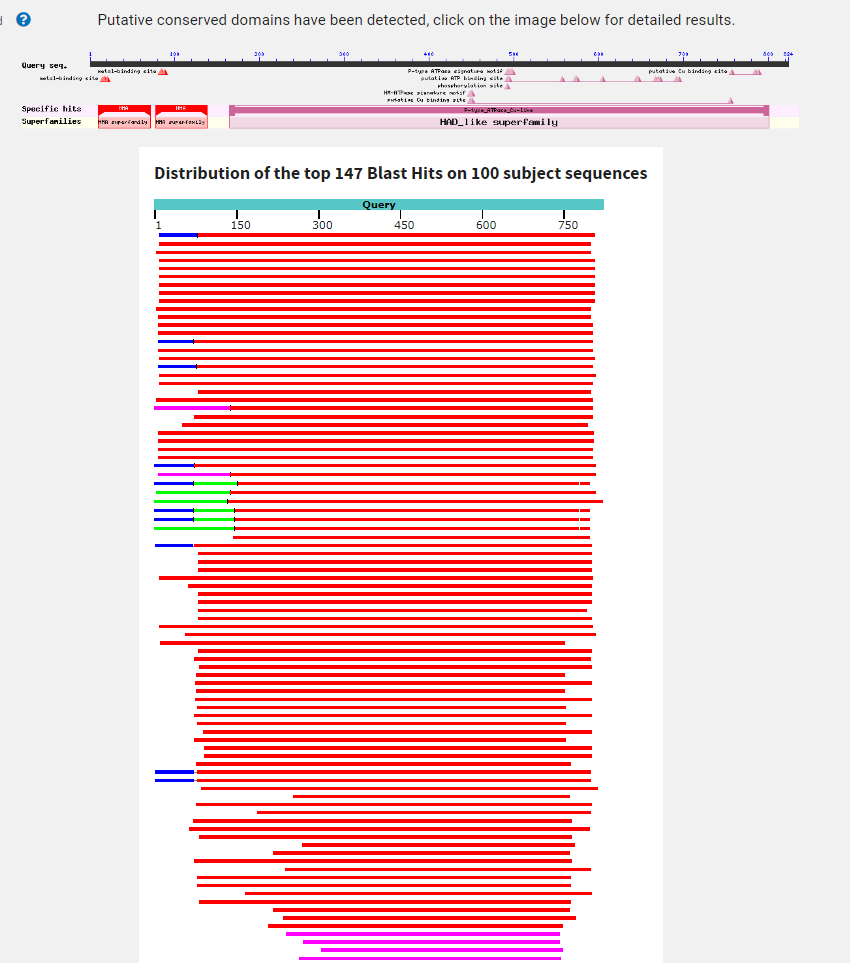 ?
Putative conserved domains have been detected, click on the image below for detailed results.
1 100 200 300 400 500 600 700 800 824
Query seq.
metal-binding site P-type ATPase signature motif putative Cu binding site
metal-binding site putative ATP binding site
phosphorylation site
HM-ATPase signature motif
putative Cu binding site
Specific hits HMA HMA P-type_ATPase_Cu-like
Superfamilies HMA superfamily HMA superfamily HAD_like superfamily
Distribution of the top 147 Blast Hits on 100 subject sequences
Query
1 150 300 450 600 750